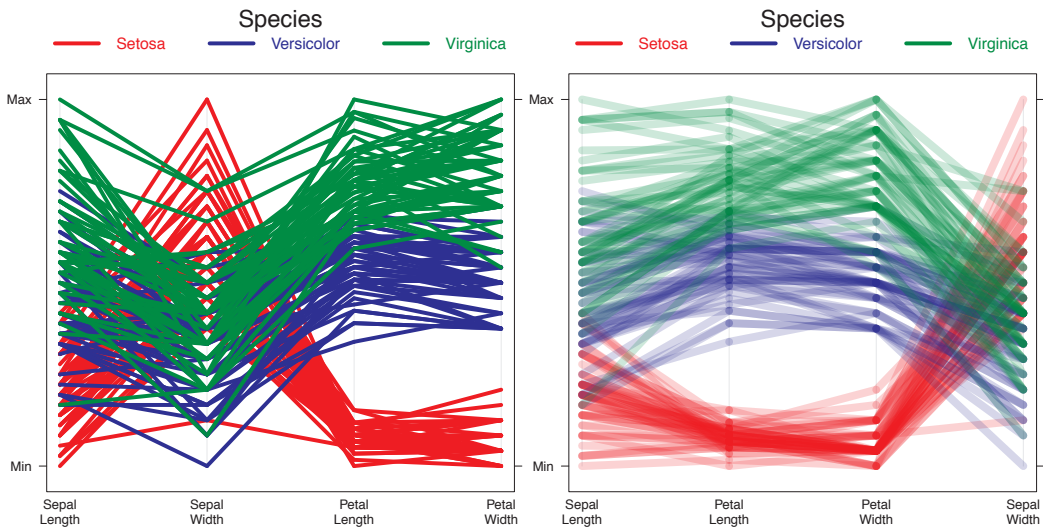 Species
Setosa Versicolor Virginica
Max
Min
Sepal Length
Sepal Width
Petal Length
Petal Width
Species
Setosa Versicolor Virginica
Max
Min
Sepal Length
Petal Length
Petal Width
Sepal Width